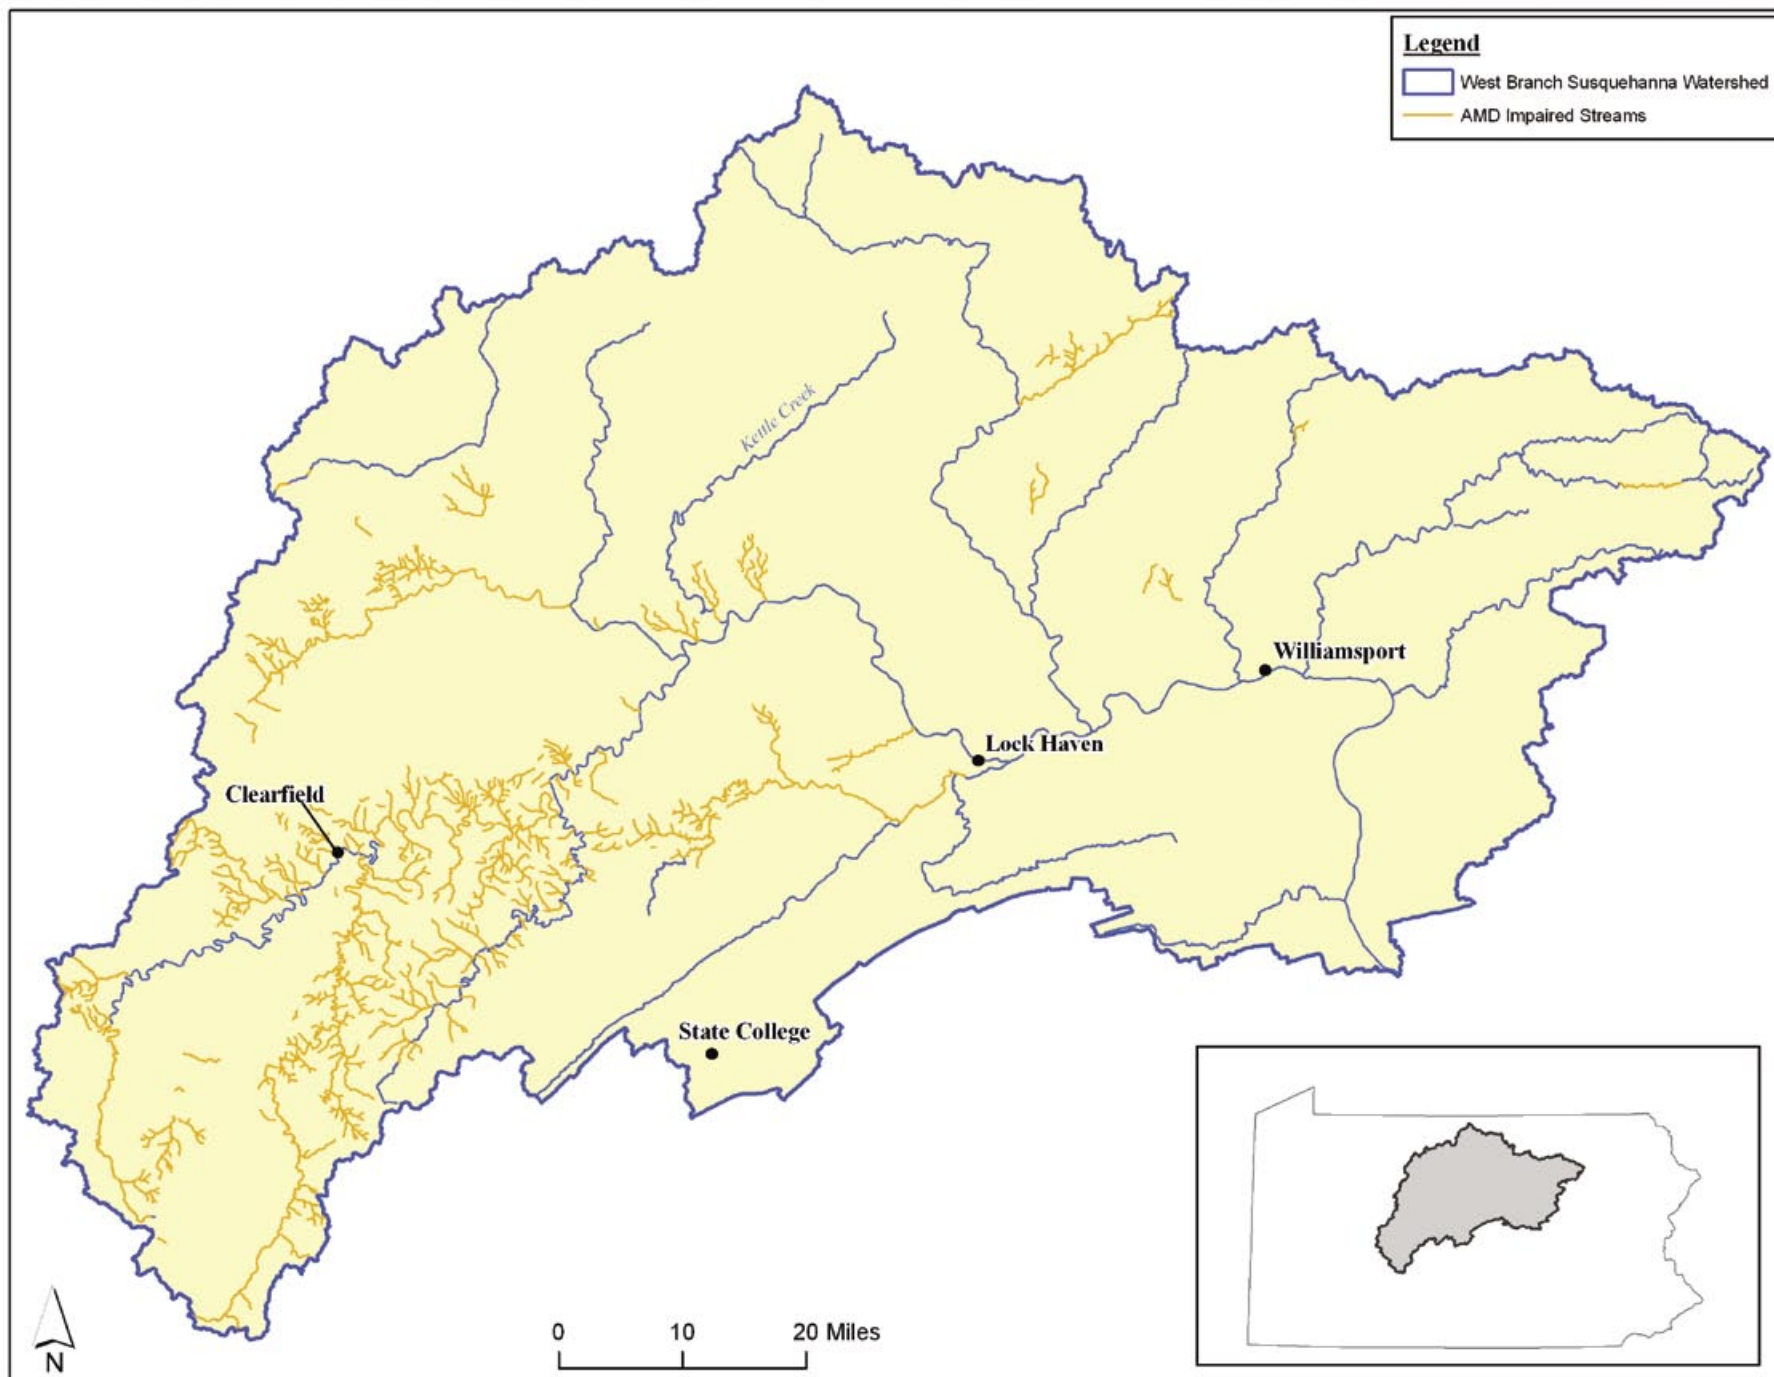 Legend
West Branch Susquehanna Watershed
AMD Impaired Streams
Kettle Creek
Williamsport
Lock Haven
Clearfield
State College
0 10 20 Miles
N